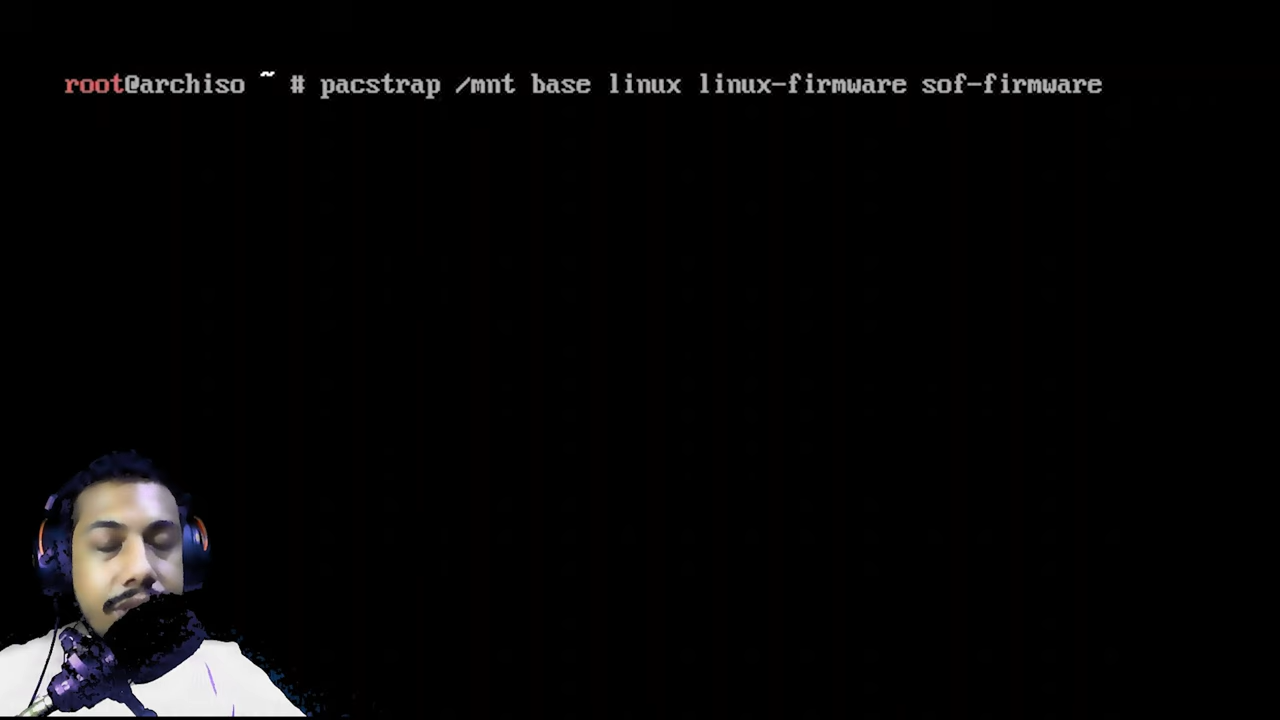 root@archiso ~ # pacstrap /mnt base linux linux-firmware sof-firmware